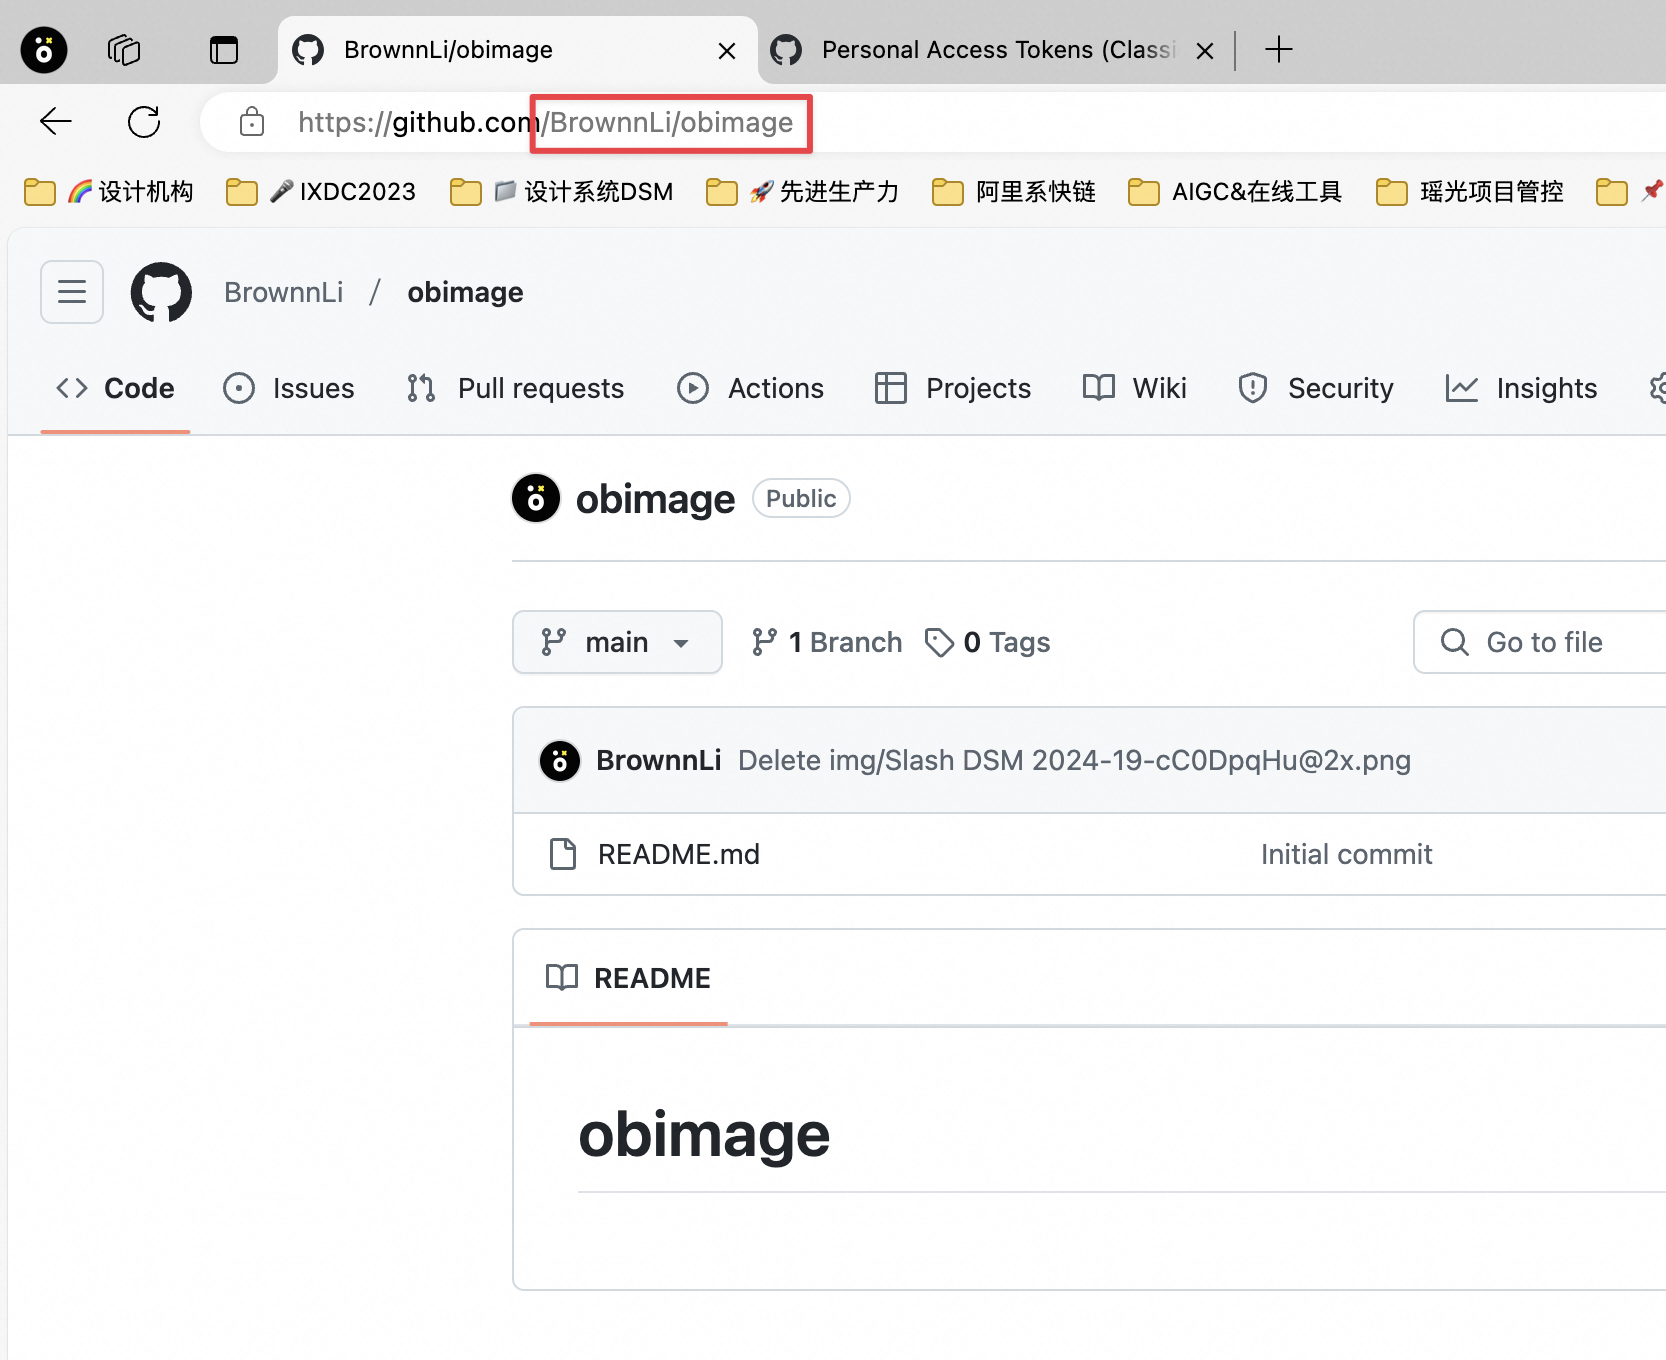 BrownnLi/obimage
Personal Access Tokens (Classi
https://github.com/BrownnLi/obimage
🌈 设计机构 🎤 IXDC2023 设计系统DSM 🚀 先进生产力 阿里系快链 AIGC&在线工具 瑶光项目管控 📌
BrownnLi / obimage
Code Issues Pull requests Actions Projects Wiki Security Insights
obimage Public
main 1 Branch 0 Tags Go to file
BrownnLi Delete img/Slash DSM 2024-19-cC0DpqHu@2x.png
README.md Initial commit
README
obimage